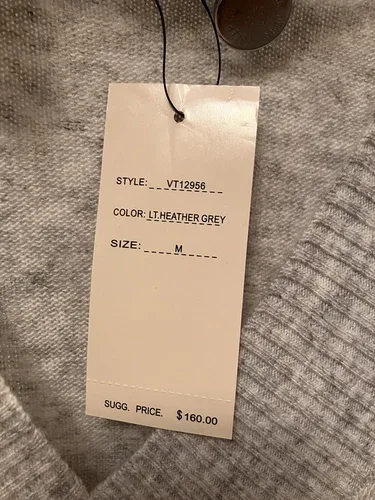 STYLE: VT12956
COLOR: LT.HEATHER GREY
SIZE: M
SUGG. PRICE. $160.00